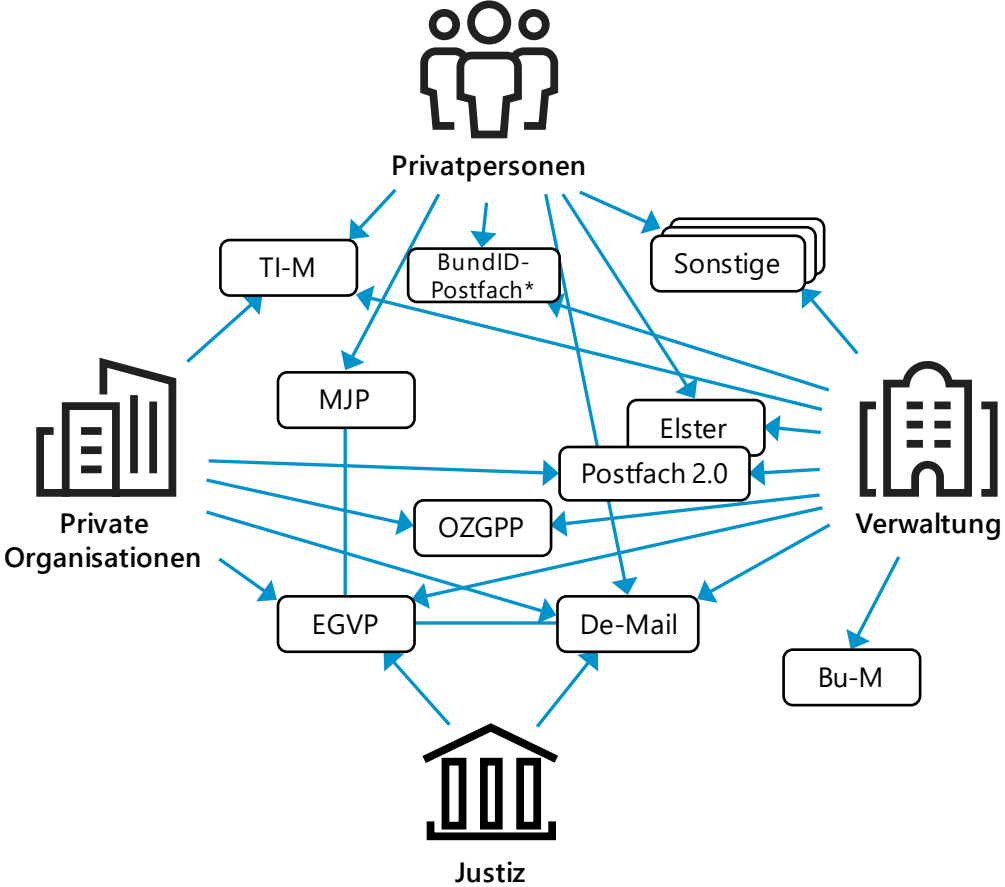 Privatpersonen
TI-M
BundID-
Postfach*
Sonstige
MJP
Elster
Postfach 2.0
OZGPP
Private
Organisationen
Verwaltung
EGVP
De-Mail
Bu-M
Justiz